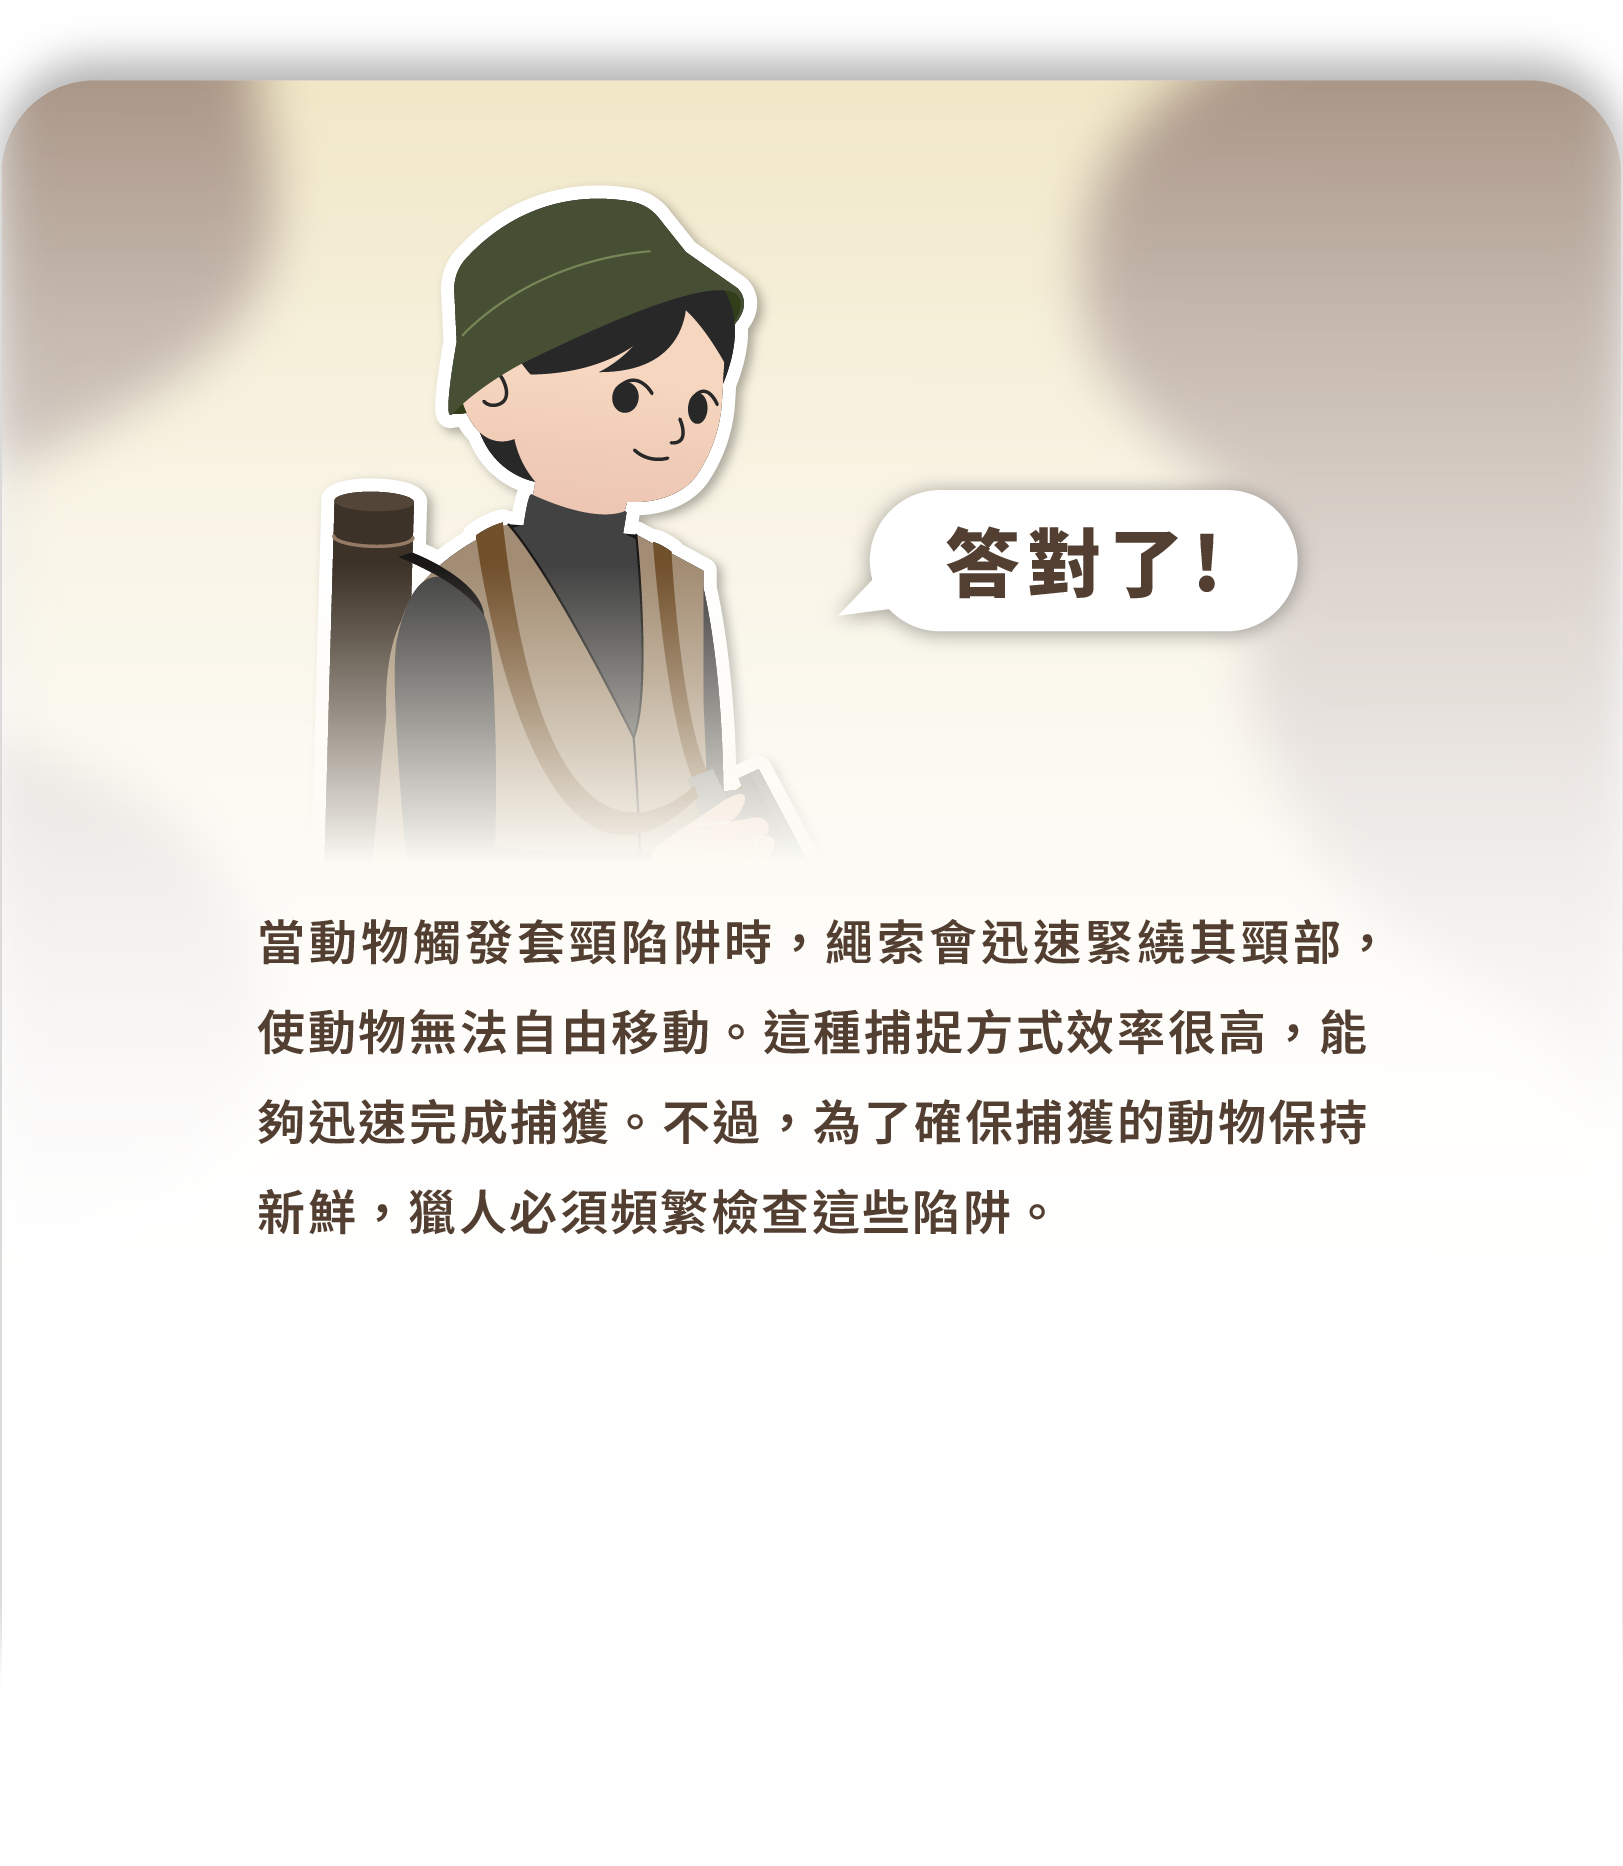 答對了!
當動物觸發套頸陷阱時，繩索會迅速緊繞其頸部，
使動物無法自由移動。這種捕捉方式效率很高，能
夠迅速完成捕獲。不過，為了確保捕獲的動物保持
新鮮，獵人必須頻繁檢查這些陷阱。